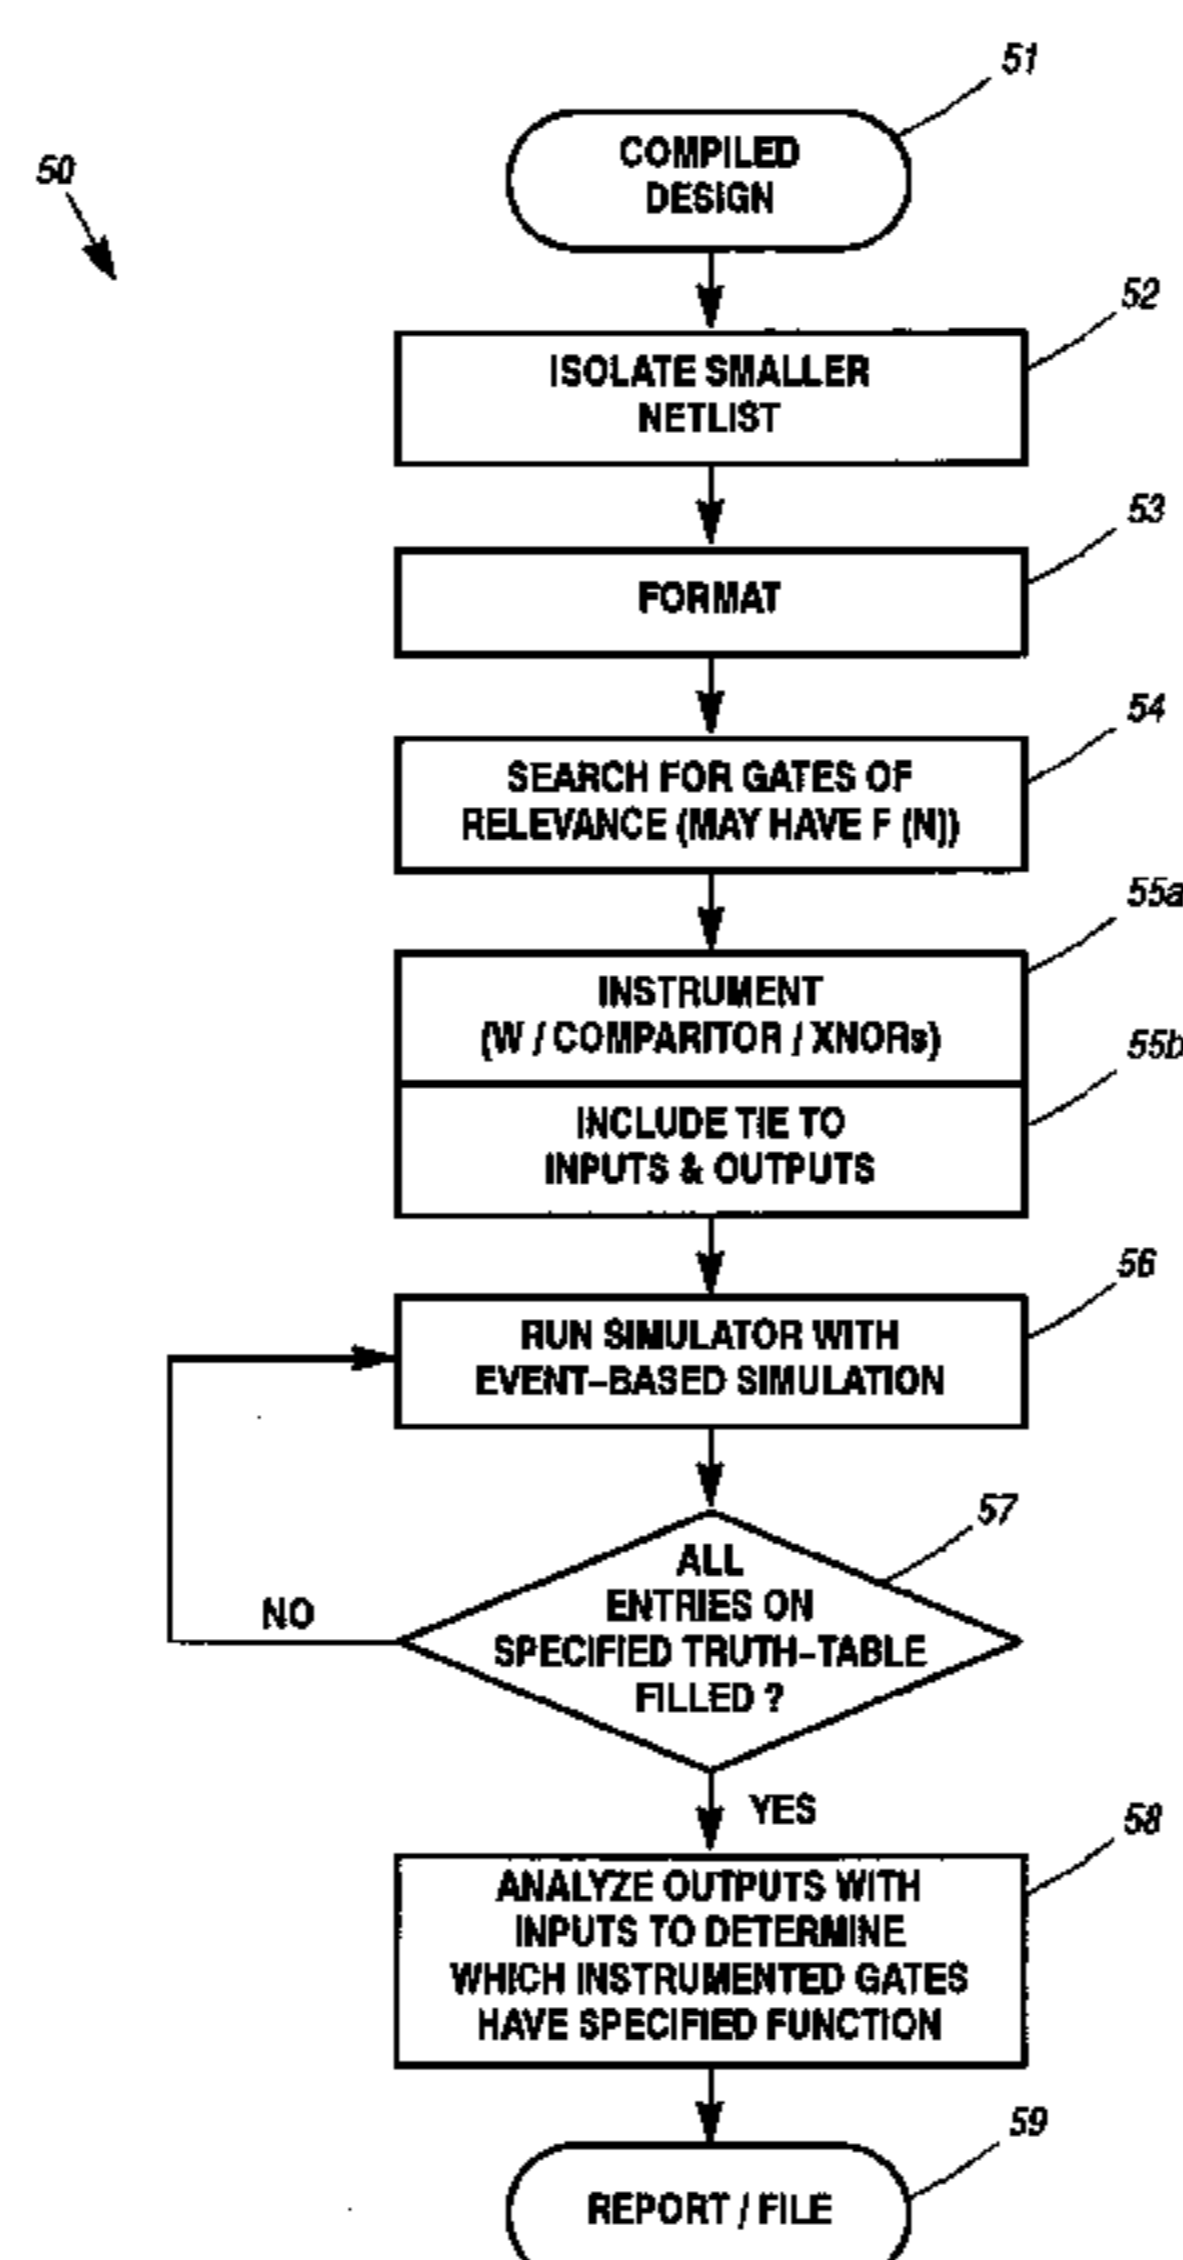 51
50
COMPILED
DESIGN
52
ISOLATE SMALLER
NETLIST
53
FORMAT
54
SEARCH FOR GATES OF
RELEVANCE (MAY HAVE F (N))
55a
INSTRUMENT
(W / COMPARITOR / XNORs)
55b
INCLUDE TIE TO
INPUTS & OUTPUTS
56
RUN SIMULATOR WITH
EVENT-BASED SIMULATION
57
ALL
ENTRIES ON
SPECIFIED TRUTH-TABLE
FILLED ?
NO
YES
58
ANALYZE OUTPUTS WITH
INPUTS TO DETERMINE
WHICH INSTRUMENTED GATES
HAVE SPECIFIED FUNCTION
59
REPORT / FILE